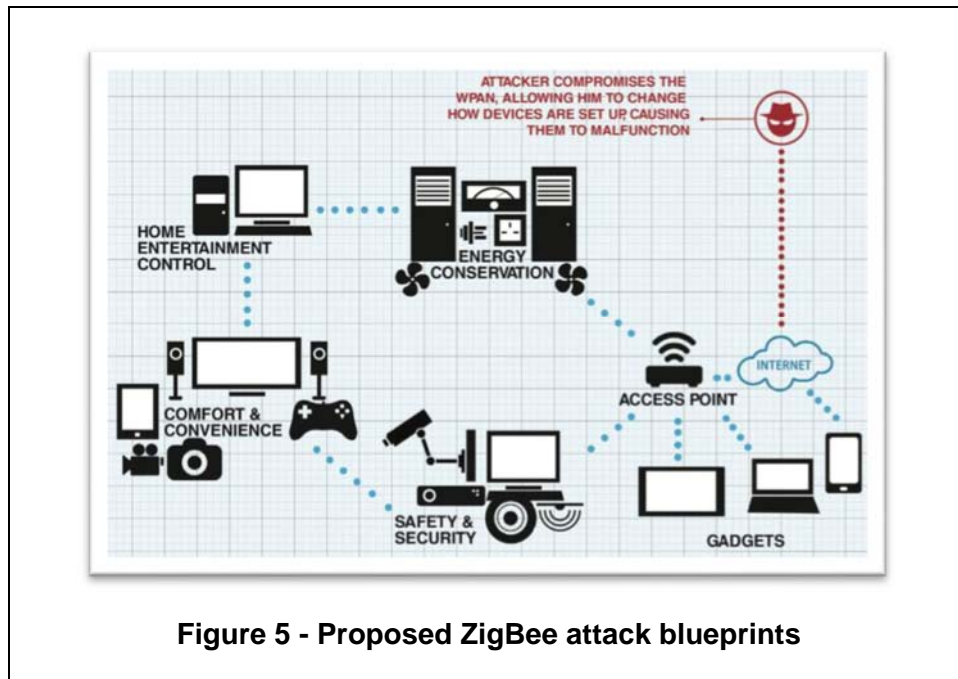 ATTACKER COMPROMISES THE
WPAN, ALLOWING HIM TO CHANGE
HOW DEVICES ARE SET UP, CAUSING
THEM TO MALFUNCTION
HOME
ENTERTAINMENT
CONTROL
ENERGY
CONSERVATION
INTERNET
ACCESS POINT
COMFORT &
CONVENIENCE
SAFETY &
SECURITY
GADGETS
Figure 5 - Proposed ZigBee attack blueprints